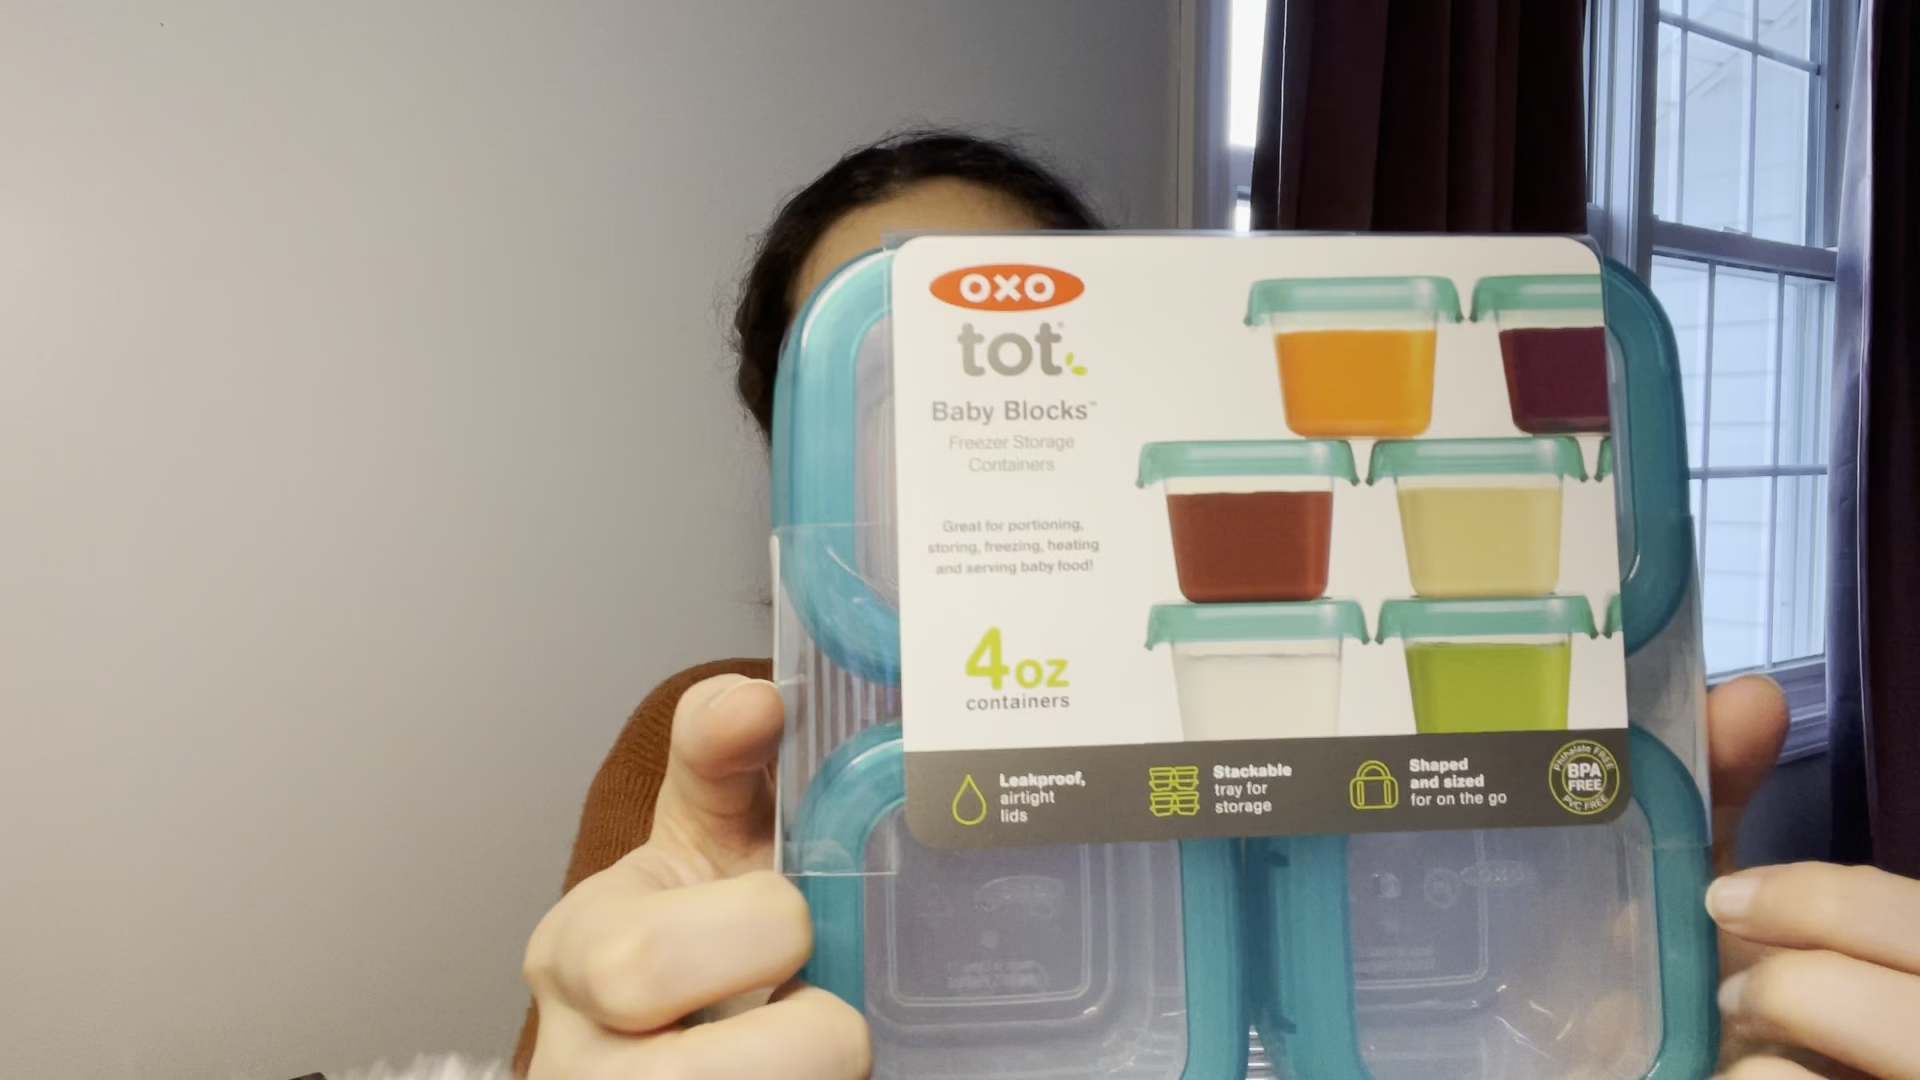 OXO
tot
Baby Blocks™
Freezer Storage
Containers
Great for portioning,
storing, freezing, heating
and serving baby food!
4 oz
containers
Leakproof,
airtight
lids
Stackable
tray for
storage
Shaped
and sized
for on the go
Phthalate FREE
BPA
FREE
PVC FREE